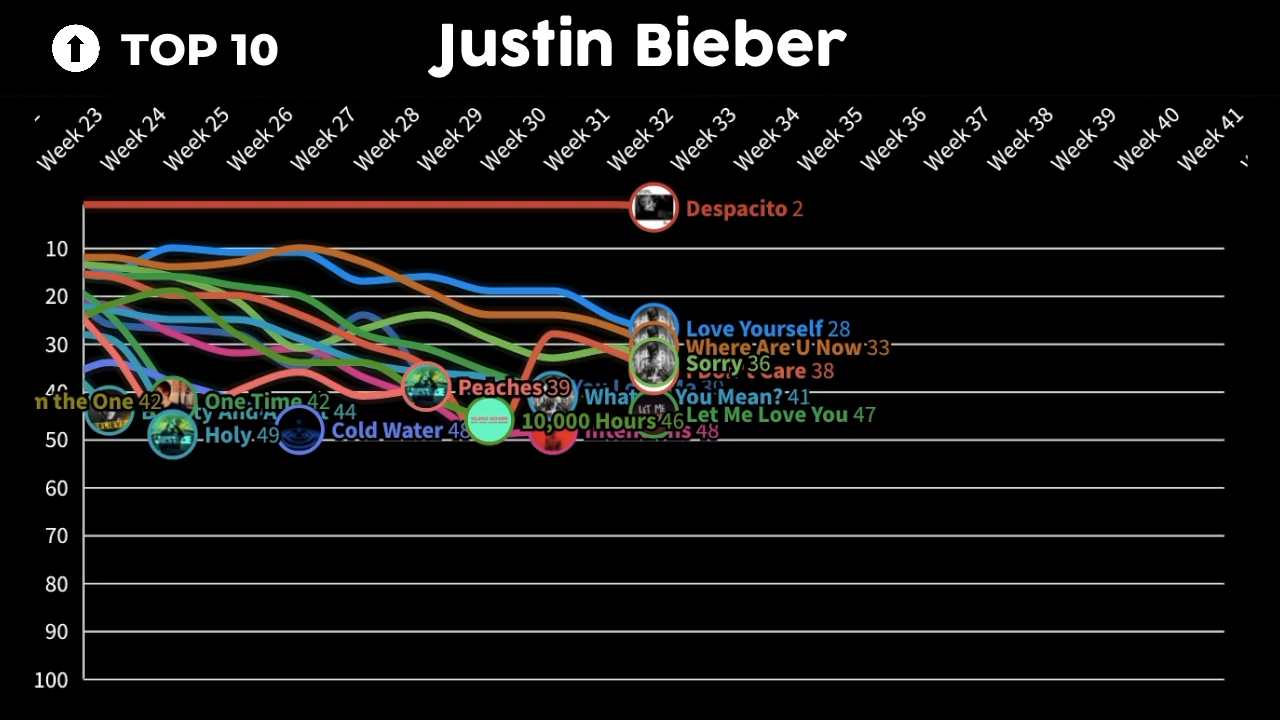 TOP 10
Justin Bieber
Week 23
Week 24
Week 25
Week 26
Week 27
Week 28
Week 29
Week 30
Week 31
Week 32
Week 33
Week 34
Week 35
Week 36
Week 37
Week 38
Week 39
Week 40
Week 41
Despacito 2
10
20
Love Yourself 28
30
Where Are U Now 33
Sorry 36
Care 38
Peaches 39
40
What You Mean? 41
n the One 42
One Time 42
44
Let Me Love You 47
10,000 Hours 46
Holy 49
Cold Water 48
48
50
60
70
80
90
100